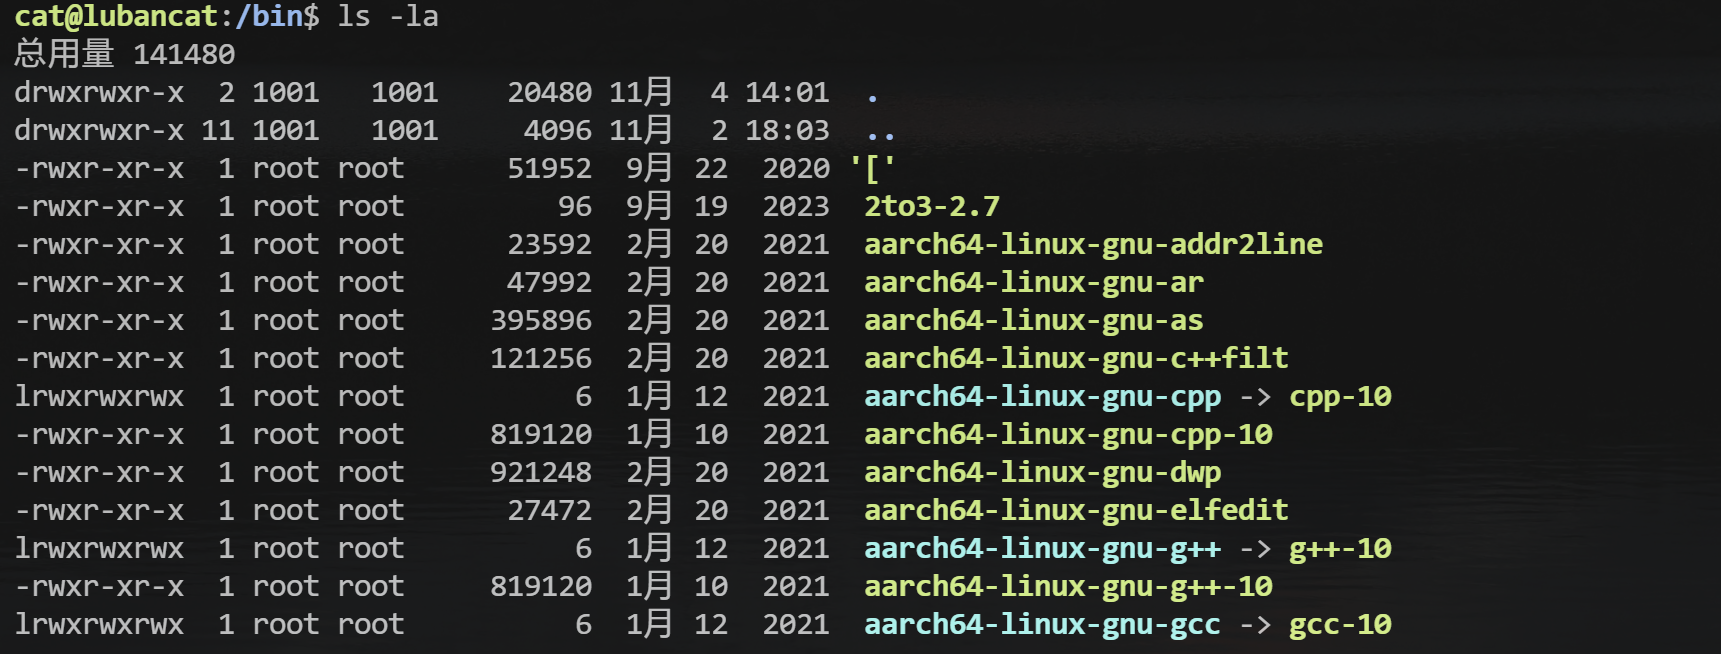 cat@lubancat:/bin$ ls -la
总用量 141480
drwxrwxr-x  2 1001   1001    20480 11月  4 14:01  .
drwxrwxr-x 11 1001   1001     4096 11月  2 18:03  ..
-rwxr-xr-x  1 root root      51952  9月 22  2020 '['
-rwxr-xr-x  1 root root         96  9月 19  2023  2to3-2.7
-rwxr-xr-x  1 root root      23592  2月 20  2021  aarch64-linux-gnu-addr2line
-rwxr-xr-x  1 root root      47992  2月 20  2021  aarch64-linux-gnu-ar
-rwxr-xr-x  1 root root     395896  2月 20  2021  aarch64-linux-gnu-as
-rwxr-xr-x  1 root root     121256  2月 20  2021  aarch64-linux-gnu-c++filt
lrwxrwxrwx  1 root root          6  1月 12  2021  aarch64-linux-gnu-cpp -> cpp-10
-rwxr-xr-x  1 root root     819120  1月 10  2021  aarch64-linux-gnu-cpp-10
-rwxr-xr-x  1 root root     921248  2月 20  2021  aarch64-linux-gnu-dwp
-rwxr-xr-x  1 root root      27472  2月 20  2021  aarch64-linux-gnu-elfedit
lrwxrwxrwx  1 root root          6  1月 12  2021  aarch64-linux-gnu-g++ -> g++-10
-rwxr-xr-x  1 root root     819120  1月 10  2021  aarch64-linux-gnu-g++-10
lrwxrwxrwx  1 root root          6  1月 12  2021  aarch64-linux-gnu-gcc -> gcc-10